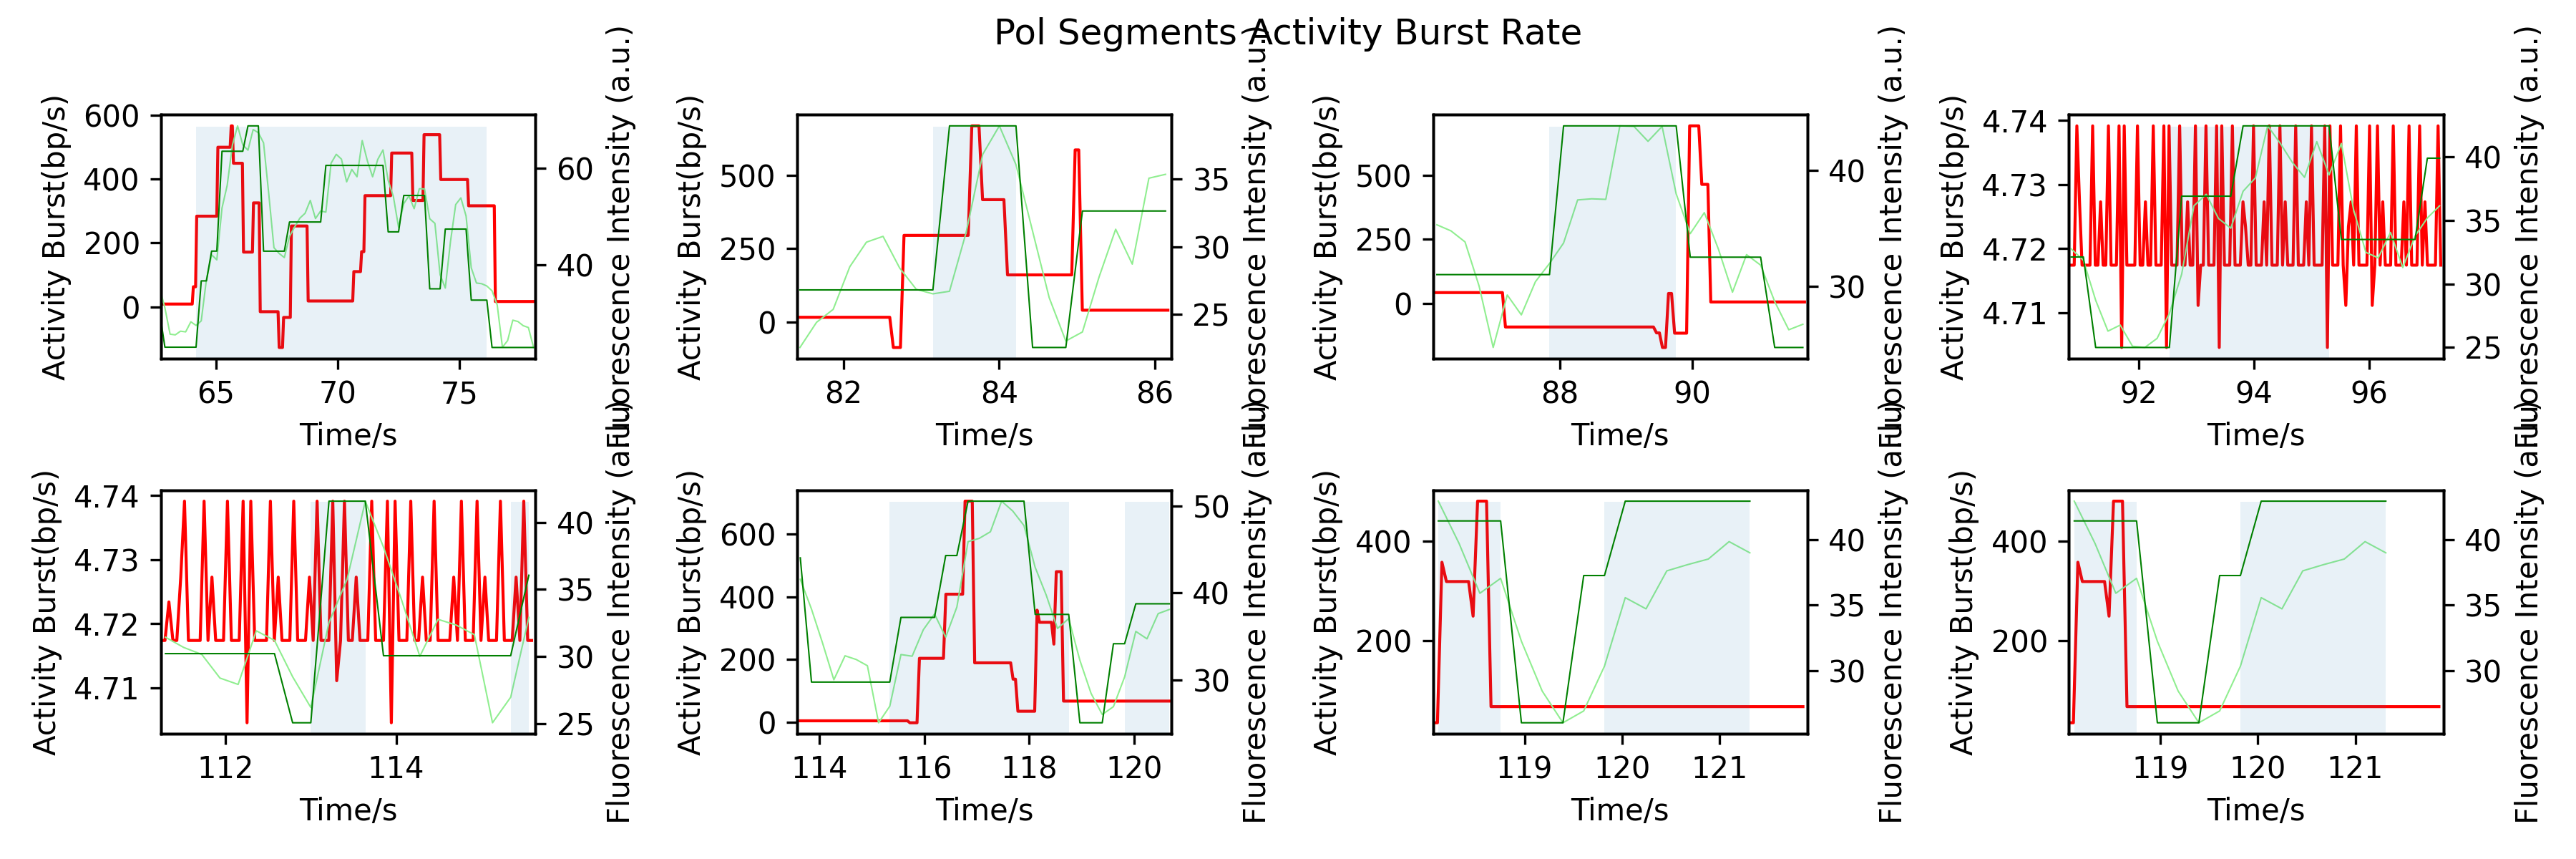 Pol Segments Activity Burst Rate
Activity Burst(bp/s)
600
400
200
0
65
70
75
Time/s
60
40
Fluorescence Intensity (a.u.)
Activity Burst(bp/s)
500
250
0
82
84
86
Time/s
35
30
25
Fluorescence Intensity (a.u.)
Activity Burst(bp/s)
500
250
0
88
90
Time/s
40
30
Fluorescence Intensity (a.u.)
Activity Burst(bp/s)
4.74
4.73
4.72
4.71
92
94
96
Time/s
40
35
30
25
Fluorescence Intensity (a.u.)
Activity Burst(bp/s)
4.74
4.73
4.72
4.71
112
114
Time/s
40
35
30
25
Fluorescence Intensity (a.u.)
Activity Burst(bp/s)
600
400
200
0
114
116
118
120
Time/s
50
40
30
Fluorescence Intensity (a.u.)
Activity Burst(bp/s)
400
200
119
120
121
Time/s
40
35
30
Fluorescence Intensity (a.u.)
Activity Burst(bp/s)
400
200
119
120
121
Time/s
40
35
30
Fluorescence Intensity (a.u.)